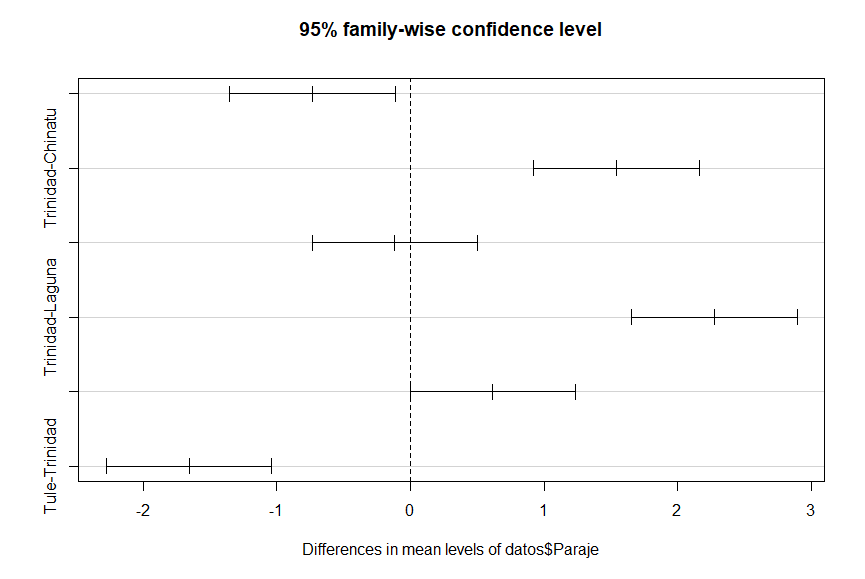 95% family-wise confidence level
Trinidad-Chinatu
Trinidad-Laguna
Tule-Trinidad
-2 -1 0 1 2 3
Differences in mean levels of datos$Paraje